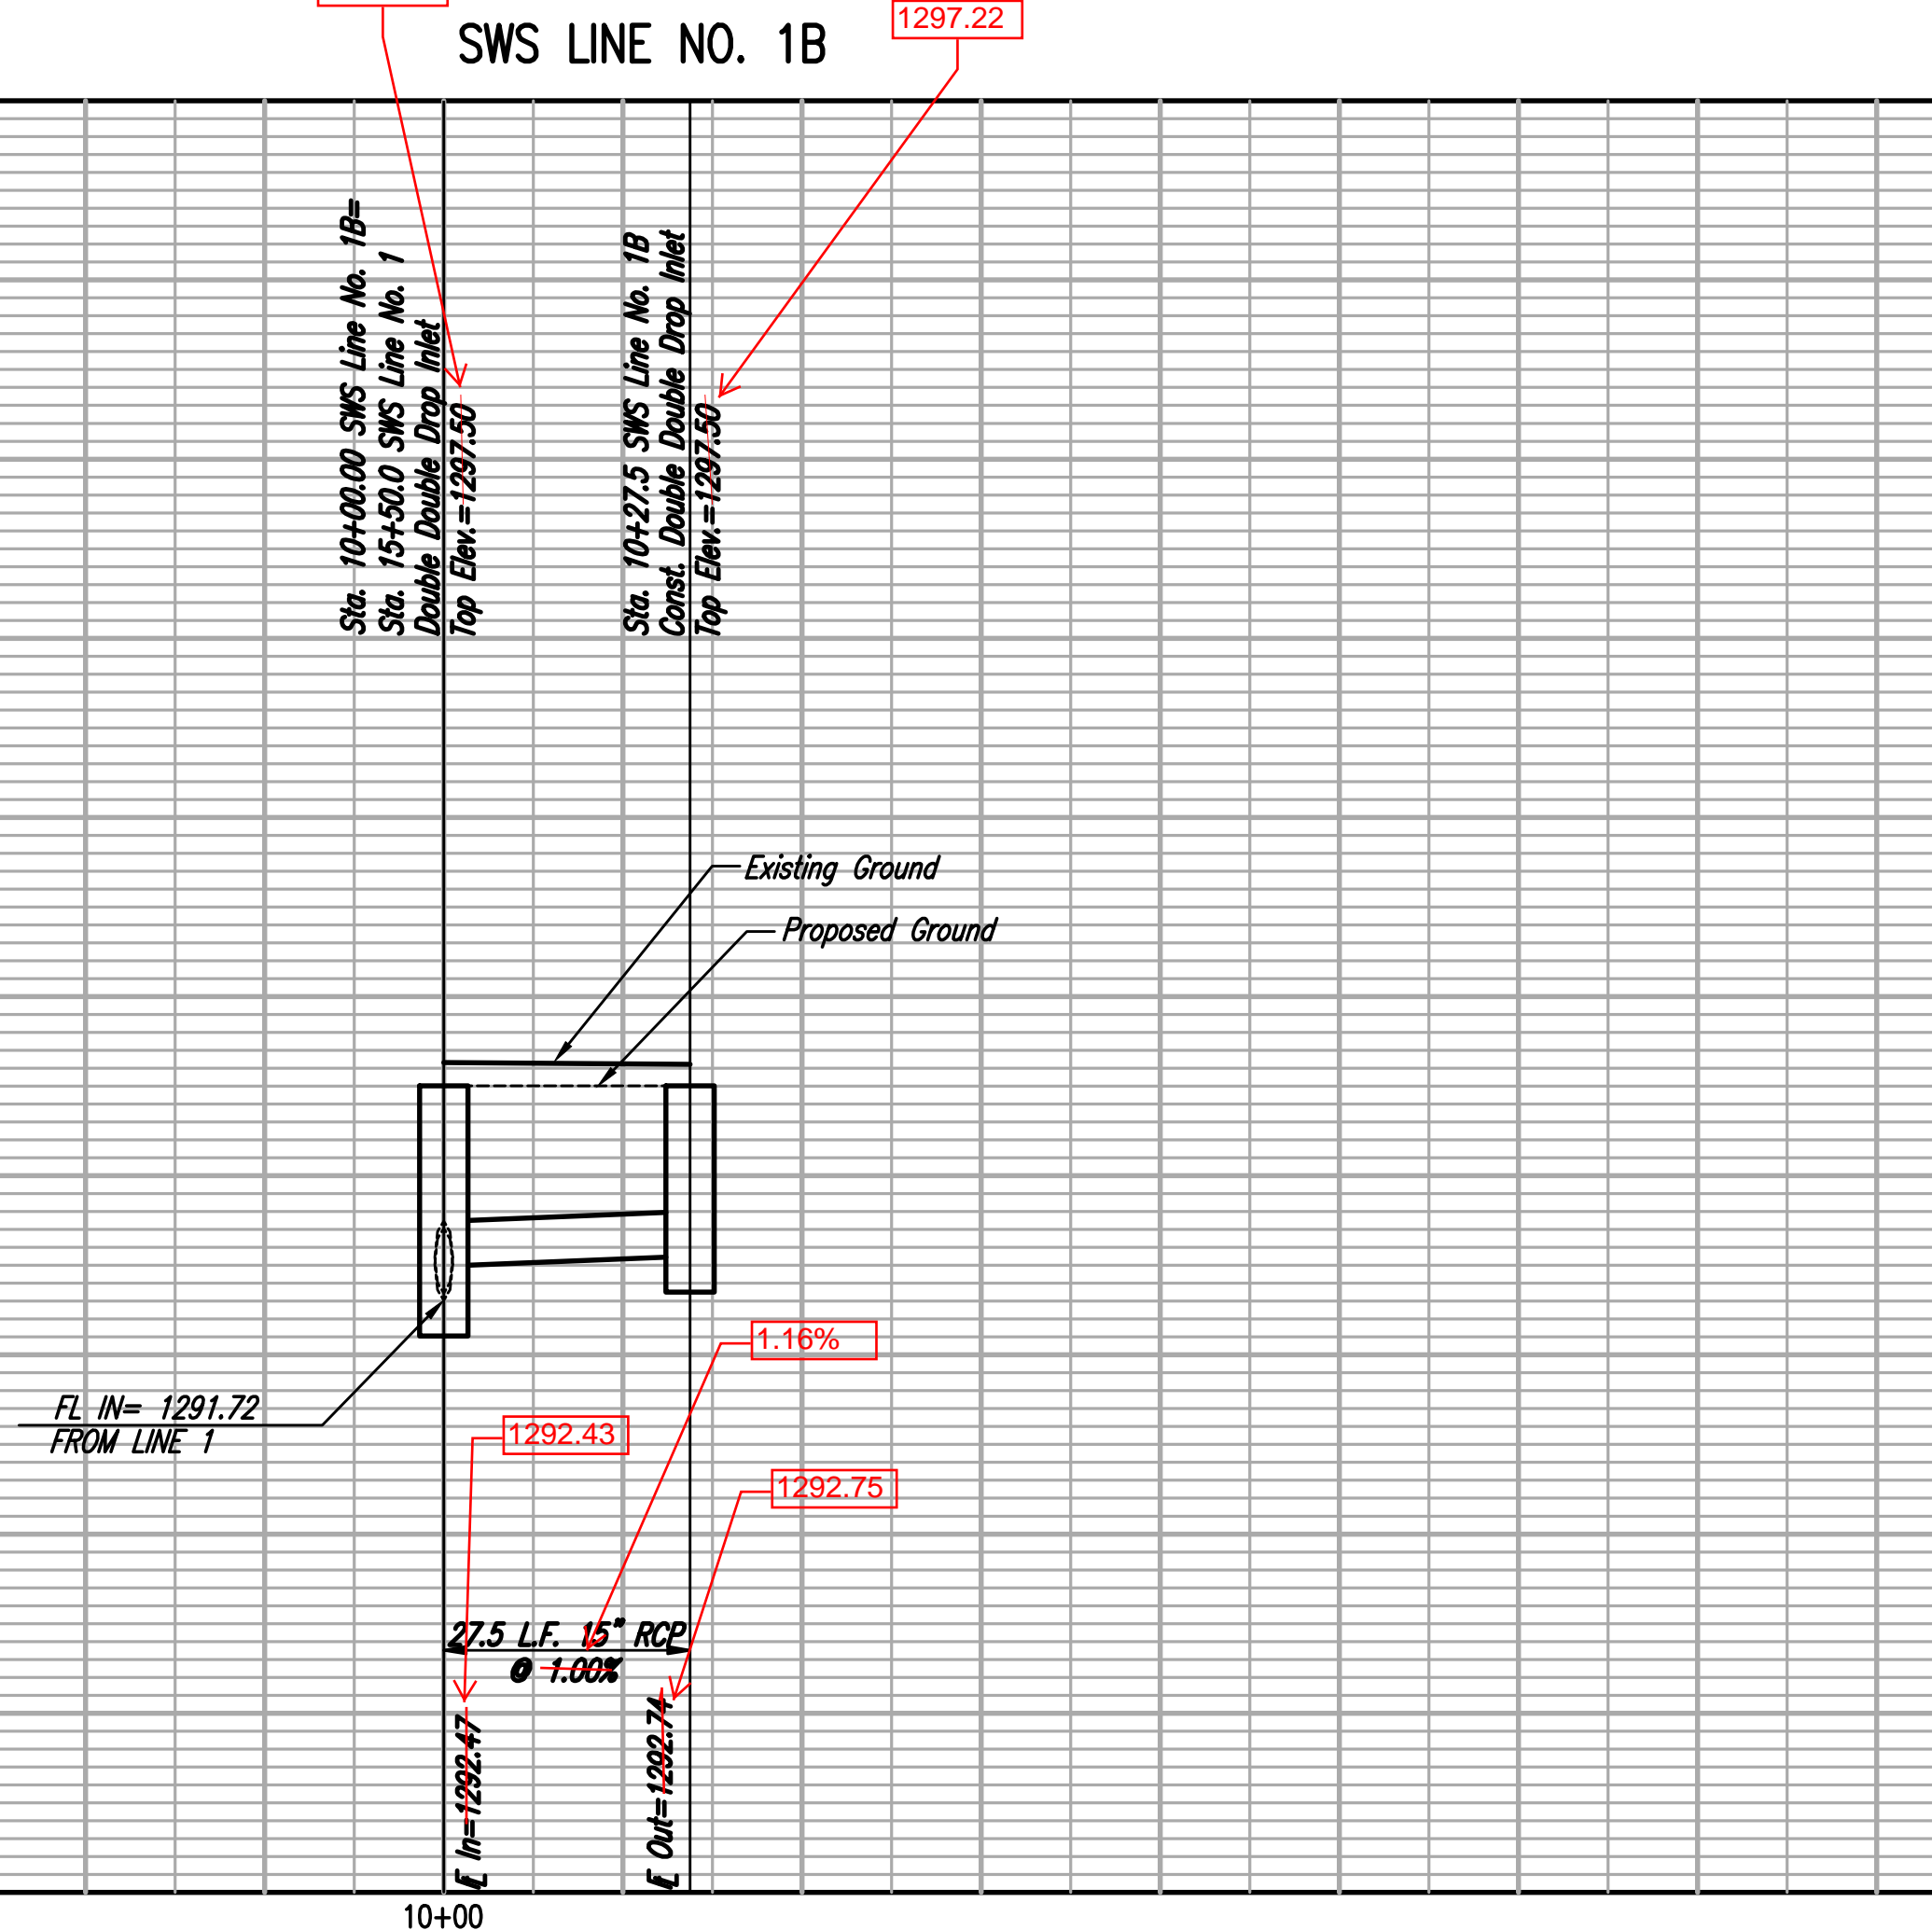 SWS LINE NO. 1B
1297.22
Sta. 10+00.00 SWS Line No. 1B=
Sta. 15+50.0 SWS Line No. 1
Double Double Drop Inlet
Top Elev.=1297.50
Sta. 10+27.5 SWS Line No. 1B
Const. Double Double Drop Inlet
Top Elev.=1297.50
Existing Ground
Proposed Ground
1.16%
FL IN= 1291.72
FROM LINE 1
1292.43
1292.75
27.5 L.F. 15" RCP
@ 1.00%
FL In=1292.47
FL Out=1292.74
10+00